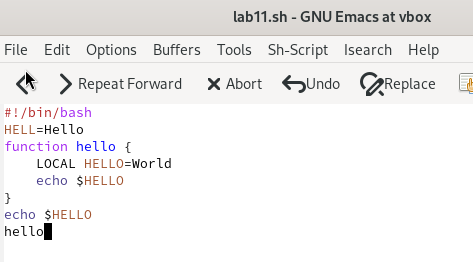 lab11.sh - GNU Emacs at vbox
File Edit Options Buffers Tools Sh-Script Isearch Help
Repeat Forward Abort Undo Replace
#!/bin/bash
HELL=Hello
function hello {
    LOCAL HELLO=World
    echo $HELLO
}
echo $HELLO
hello